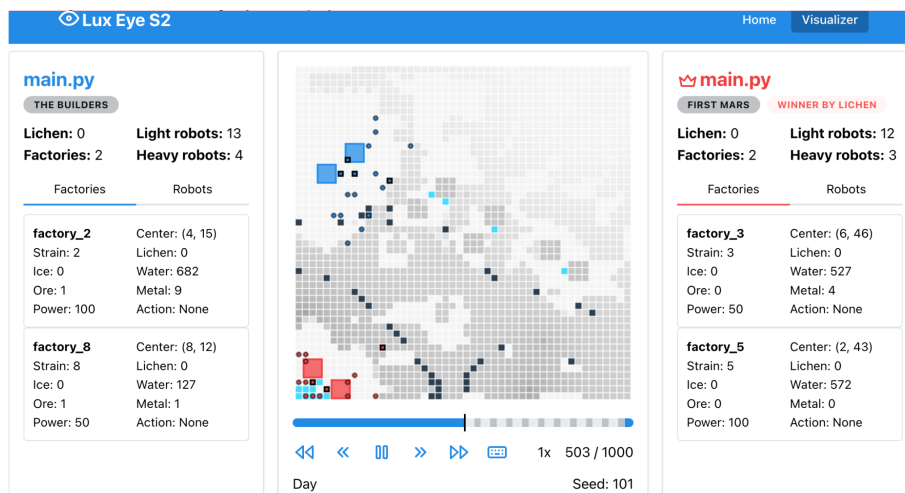 Lux Eye S2
Home
Visualizer
main.py
THE BUILDERS
Lichen: 0
Light robots: 13
Factories: 2
Heavy robots: 4
Factories
Robots
factory_2
Center: (4, 15)
Strain: 2
Lichen: 0
Ice: 0
Water: 682
Ore: 1
Metal: 9
Power: 100
Action: None
factory_8
Center: (8, 12)
Strain: 8
Lichen: 0
Ice: 0
Water: 127
Ore: 1
Metal: 1
Power: 50
Action: None
1x
503 / 1000
Day
Seed: 101
main.py
FIRST MARS
WINNER BY LICHEN
Lichen: 0
Light robots: 12
Factories: 2
Heavy robots: 3
Factories
Robots
factory_3
Center: (6, 46)
Strain: 3
Lichen: 0
Ice: 0
Water: 527
Ore: 0
Metal: 4
Power: 50
Action: None
factory_5
Center: (2, 43)
Strain: 5
Lichen: 0
Ice: 0
Water: 572
Ore: 0
Metal: 0
Power: 100
Action: None